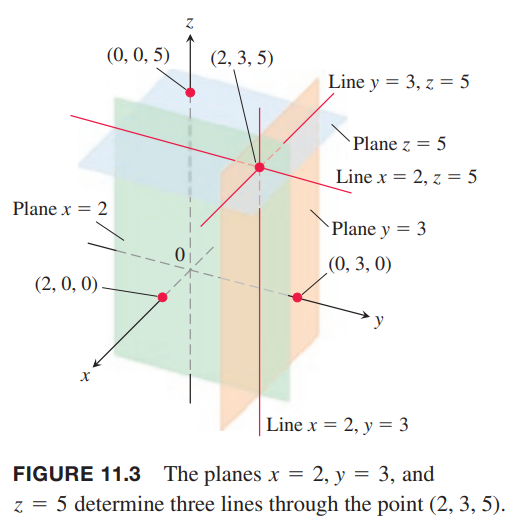 z
(0, 0, 5)
(2, 3, 5)
Line y = 3, z = 5
Plane z = 5
Line x = 2, z = 5
Plane x = 2
Plane y = 3
0
(0, 3, 0)
(2, 0, 0)
y
x
Line x = 2, y = 3
FIGURE 11.3 The planes x = 2, y = 3, and
z = 5 determine three lines through the point (2, 3, 5).